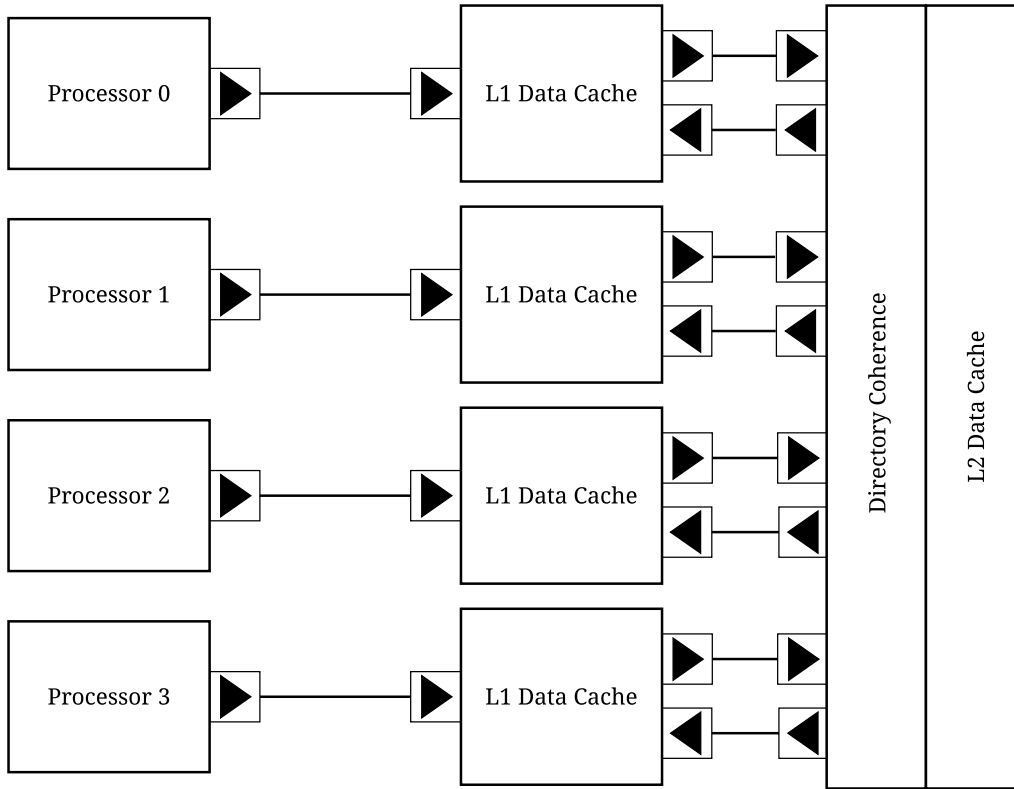 Processor 0
L1 Data Cache
Processor 1
L1 Data Cache
Processor 2
L1 Data Cache
Processor 3
L1 Data Cache
Directory Coherence
L2 Data Cache